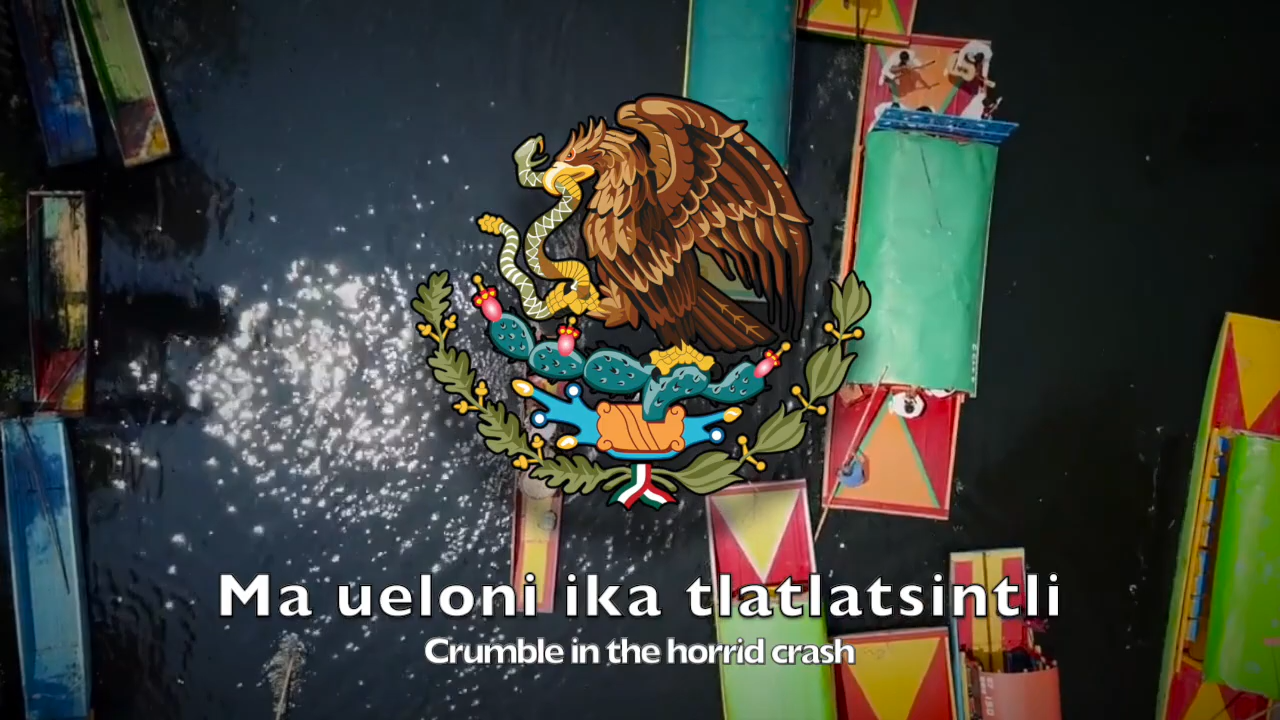 Ma ueloni ika tlatlatsintli
Crumble in the horrid crash